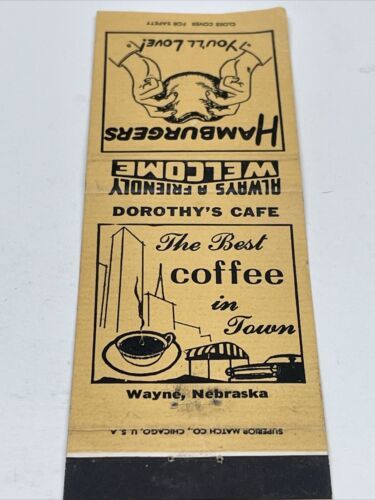 CLOSE COVER FOR SAFETY
You'll Love!
HAMBURGERS
ALWAYS A FRIENDLY
WELCOME
DOROTHY'S CAFE
The Best
coffee
in
Town
Wayne, Nebraska
SUPERIOR MATCH CO., CHICAGO, U. S. A.